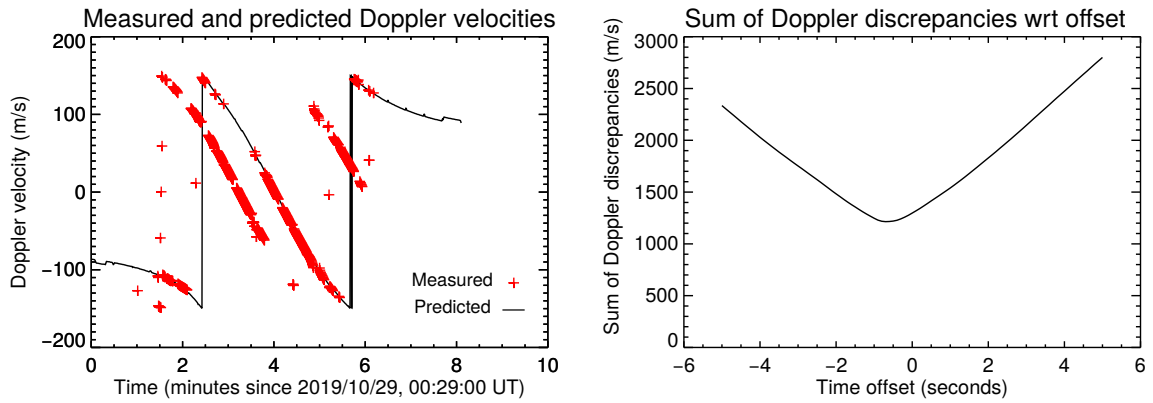 Measured and predicted Doppler velocities
200
100
0
−100
−200
Doppler velocity (m/s)
Measured
Predicted
0 2 4 6 8 10
Time (minutes since 2019/10/29, 00:29:00 UT)
Sum of Doppler discrepancies wrt offset
3000
2500
2000
1500
1000
500
0
Sum of Doppler discrepancies (m/s)
−6 −4 −2 0 2 4 6
Time offset (seconds)